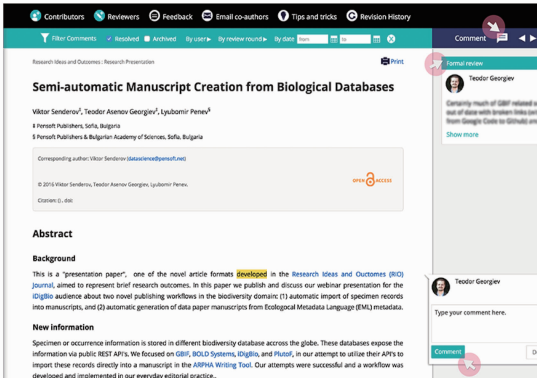 Contributors Reviewers Feedback Email co-authors Tips and tricks Revision History
Filter Comments Resolved Archived By user By review round By date from to
Comment
Research Ideas and Outcomes : Research Presentation
Print
Semi-automatic Manuscript Creation from Biological Databases
Viktor Senderov‡, Teodor Asenov Georgiev‡, Lyubomir Penev§
‡ Pensoft Publishers, Sofia, Bulgaria
§ Pensoft Publishers & Bulgarian Academy of Sciences, Sofia, Bulgaria
Corresponding author: Viktor Senderov (datascience@pensoft.net)
© 2016 Viktor Senderov, Teodor Asenov Georgiev, Lyubomir Penev.
OPEN ACCESS
Citation: (). doi:
Abstract
Background
This is a "presentation paper", one of the novel article formats developed in the Research Ideas and Ouctomes (RIO)
Journal, aimed to represent brief research outcomes. In this paper we publish and discuss our webinar presentation for the
iDigBio audience about two novel publishing workflows in the biodiversity domain: (1) automatic import of specimen records
into manuscripts, and (2) automatic generation of data paper manuscripts from Ecologocal Metadata Language (EML) metadata.
New information
Specimen or occurrence information is stored in different biodiversity database accross the globe. These databases expose the
information via public REST API's. We focused on GBIF, BOLD Systems, iDigBio, and PlutoF, in our attempt to utilize their API's to
import these records directly into a manuscript in the ARPHA Writing Tool. Our attempts were successful and a workflow was
developed and implemented in our everyday editorial practice..
Formal review
Teodor Georgiev
Certainly much of GBIF related
out of date with broken links
from Google Code to Github)
Show more
Teodor Georgiev
Type your comment here.
Comment